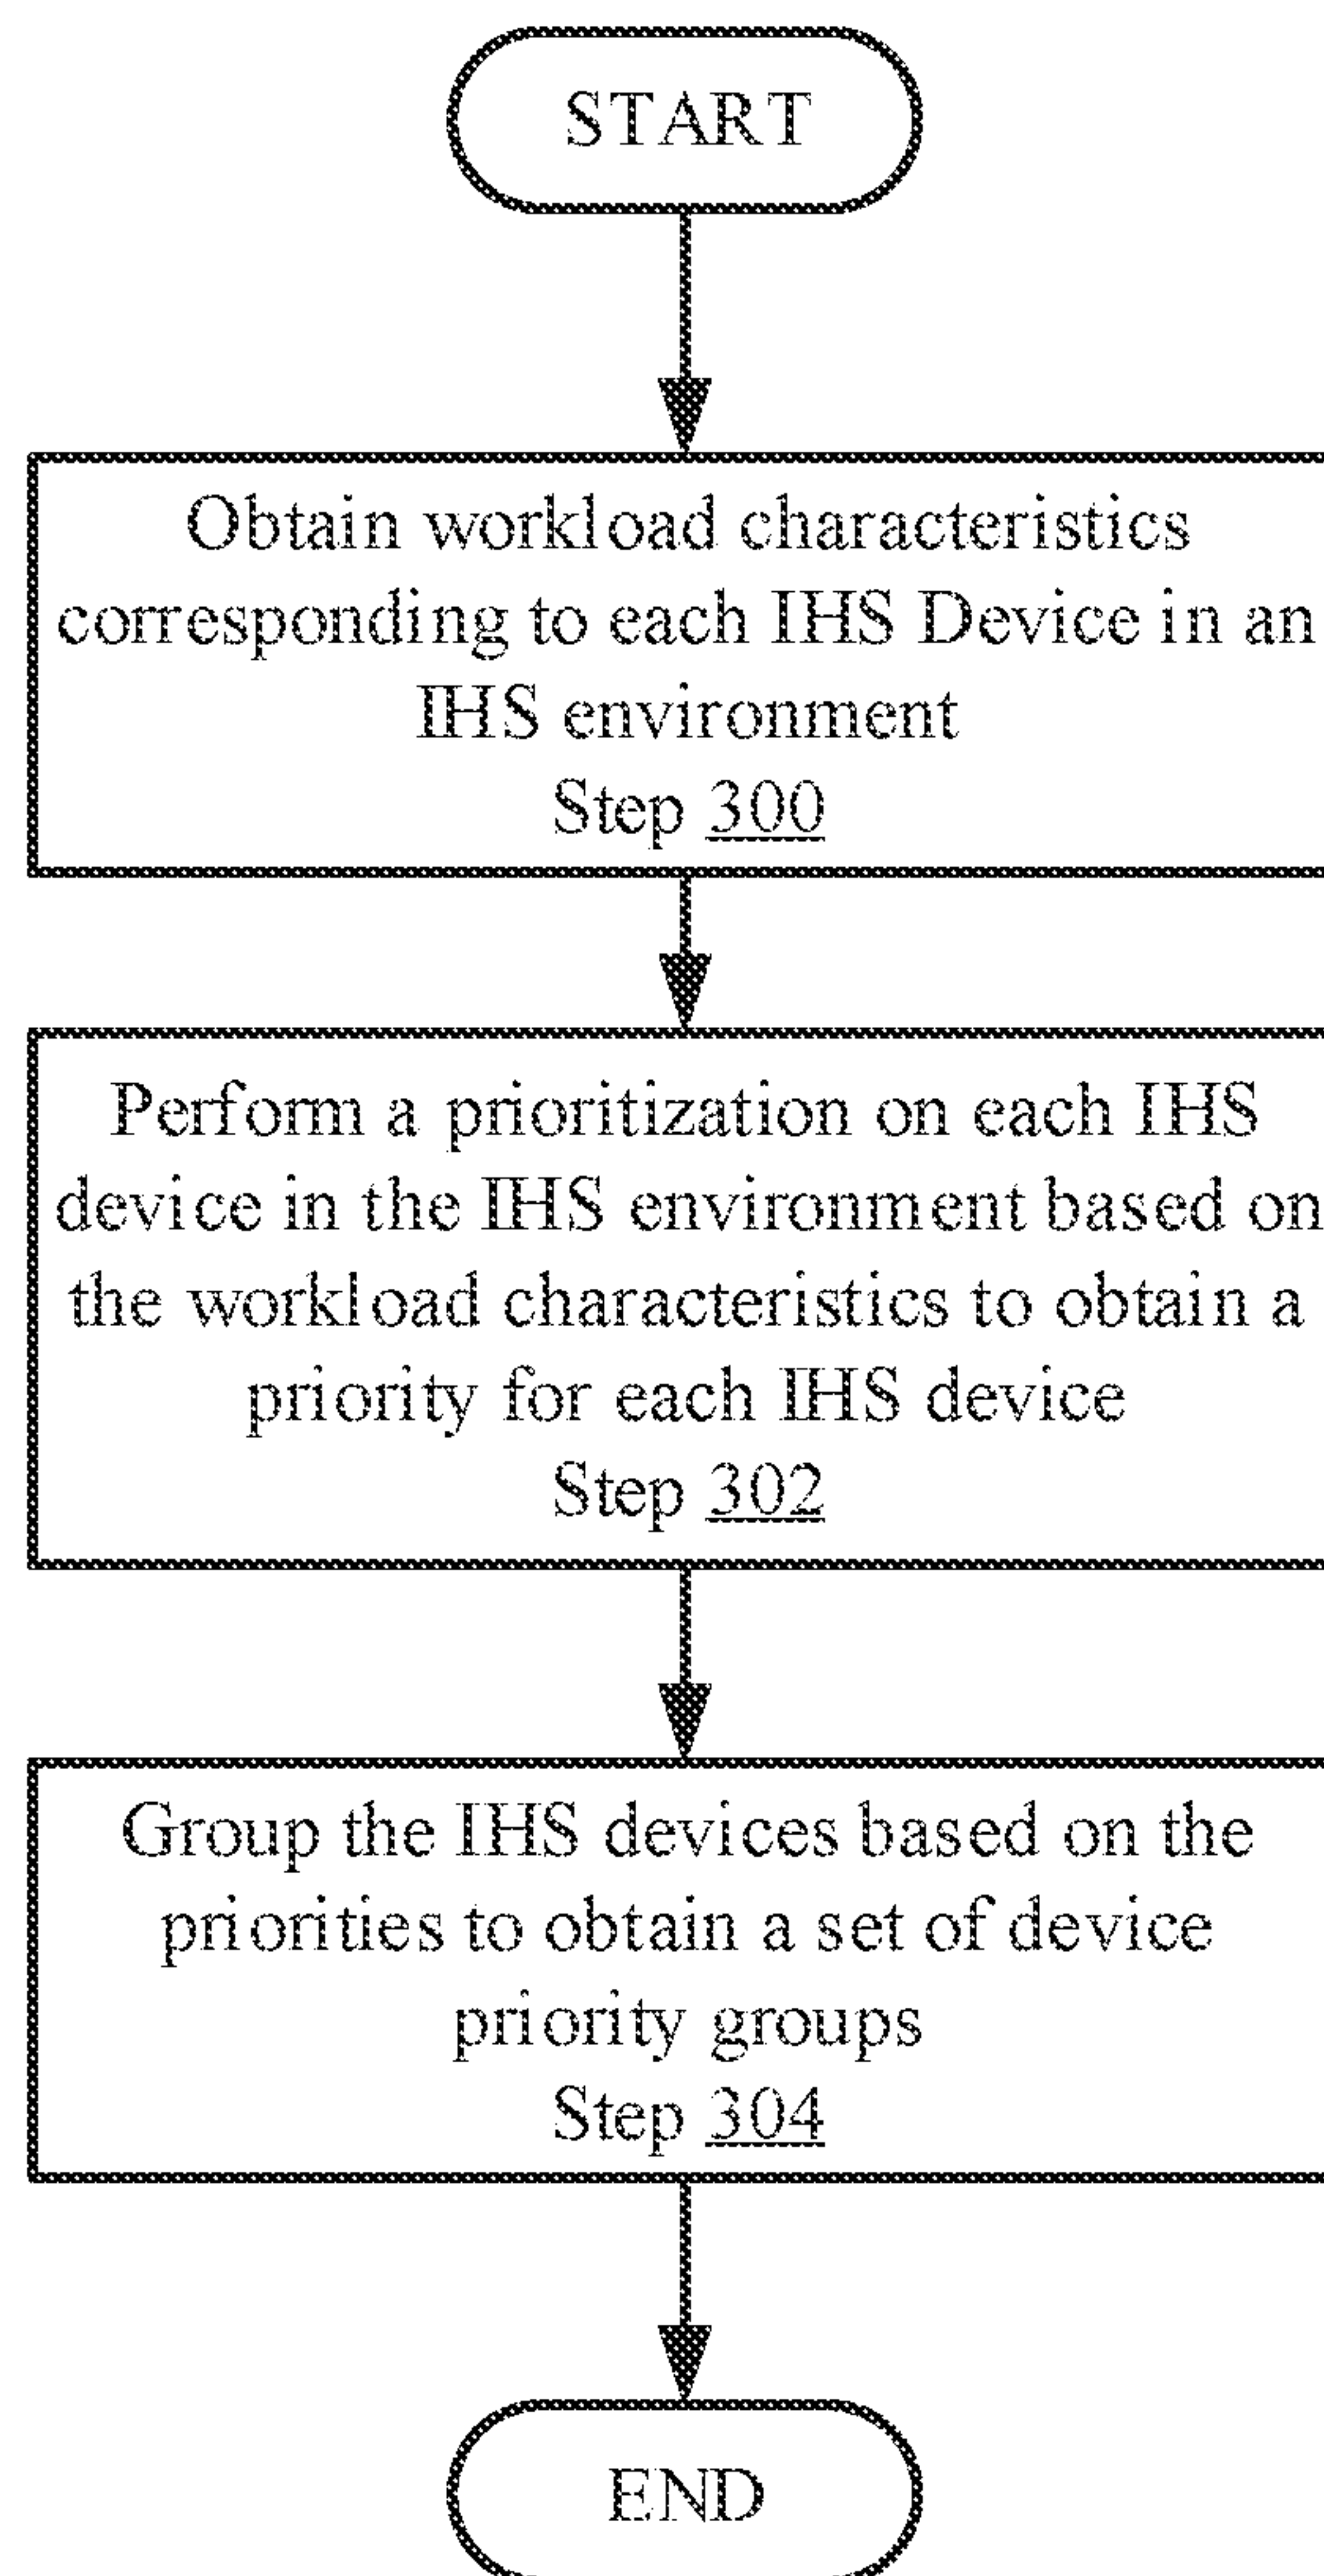 START
Obtain workload characteristics
corresponding to each IHS Device in an
IHS environment
Step 300
Perform a prioritization on each IHS
device in the IHS environment based on
the workload characteristics to obtain a
priority for each IHS device
Step 302
Group the IHS devices based on the
priorities to obtain a set of device
priority groups
Step 304
END